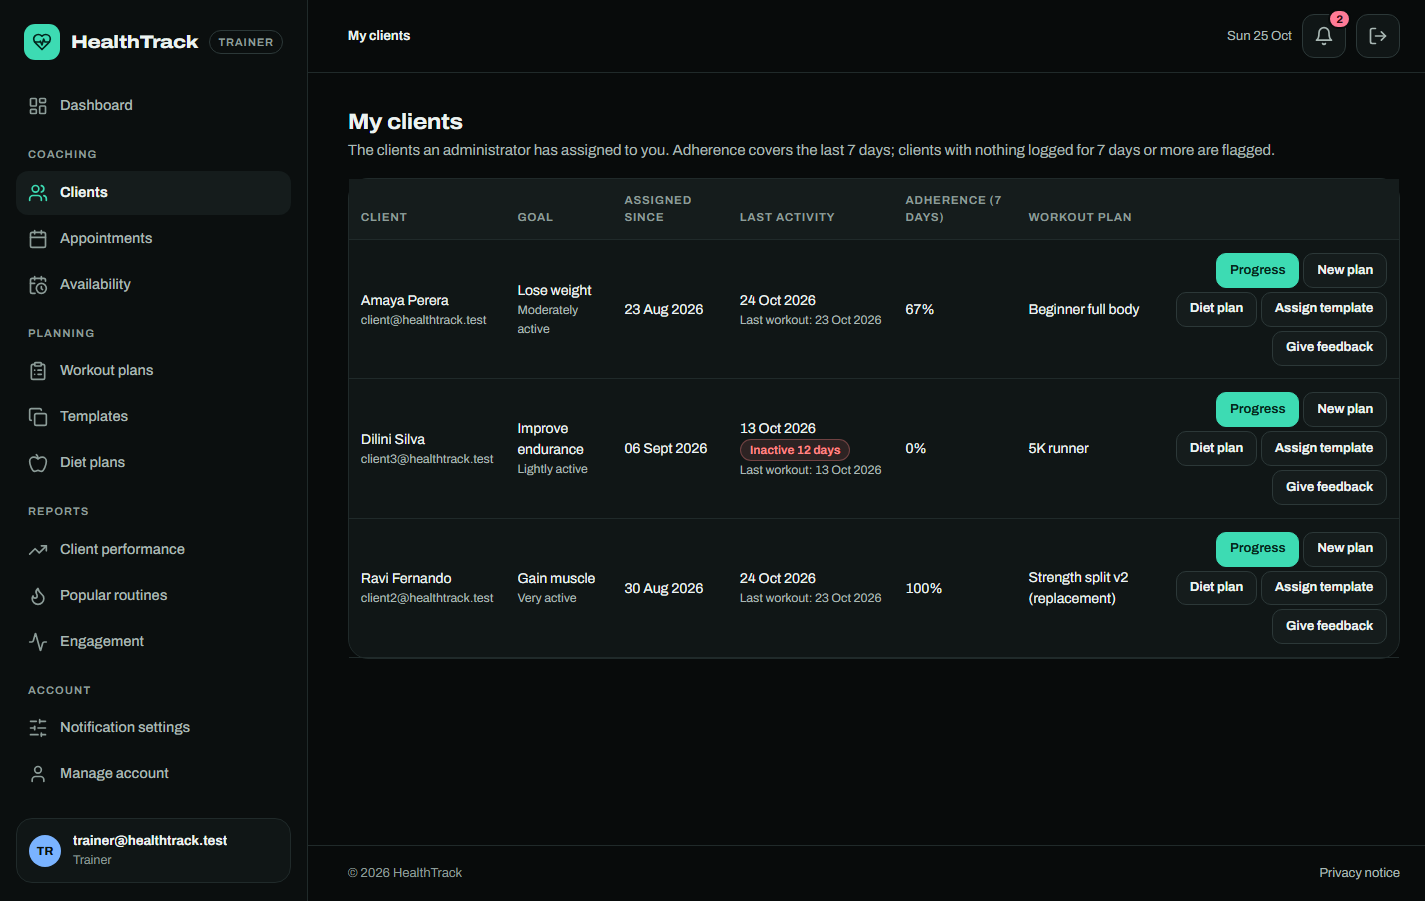 HealthTrack
TRAINER
Dashboard
COACHING
Clients
Appointments
Availability
PLANNING
Workout plans
Templates
Diet plans
REPORTS
Client performance
Popular routines
Engagement
ACCOUNT
Notification settings
Manage account
TR
trainer@healthtrack.test
Trainer
My clients
Sun 25 Oct
2
My clients
The clients an administrator has assigned to you. Adherence covers the last 7 days; clients with nothing logged for 7 days or more are flagged.
CLIENT
GOAL
ASSIGNED
SINCE
LAST ACTIVITY
ADHERENCE (7
DAYS)
WORKOUT PLAN
Amaya Perera
client@healthtrack.test
Lose weight
Moderately
active
23 Aug 2026
24 Oct 2026
Last workout: 23 Oct 2026
67%
Beginner full body
Progress
New plan
Diet plan
Assign template
Give feedback
Dilini Silva
client3@healthtrack.test
Improve
endurance
Lightly active
06 Sept 2026
13 Oct 2026
Inactive 12 days
Last workout: 13 Oct 2026
0%
5K runner
Progress
New plan
Diet plan
Assign template
Give feedback
Ravi Fernando
client2@healthtrack.test
Gain muscle
Very active
30 Aug 2026
24 Oct 2026
Last workout: 23 Oct 2026
100%
Strength split v2
(replacement)
Progress
New plan
Diet plan
Assign template
Give feedback
© 2026 HealthTrack
Privacy notice